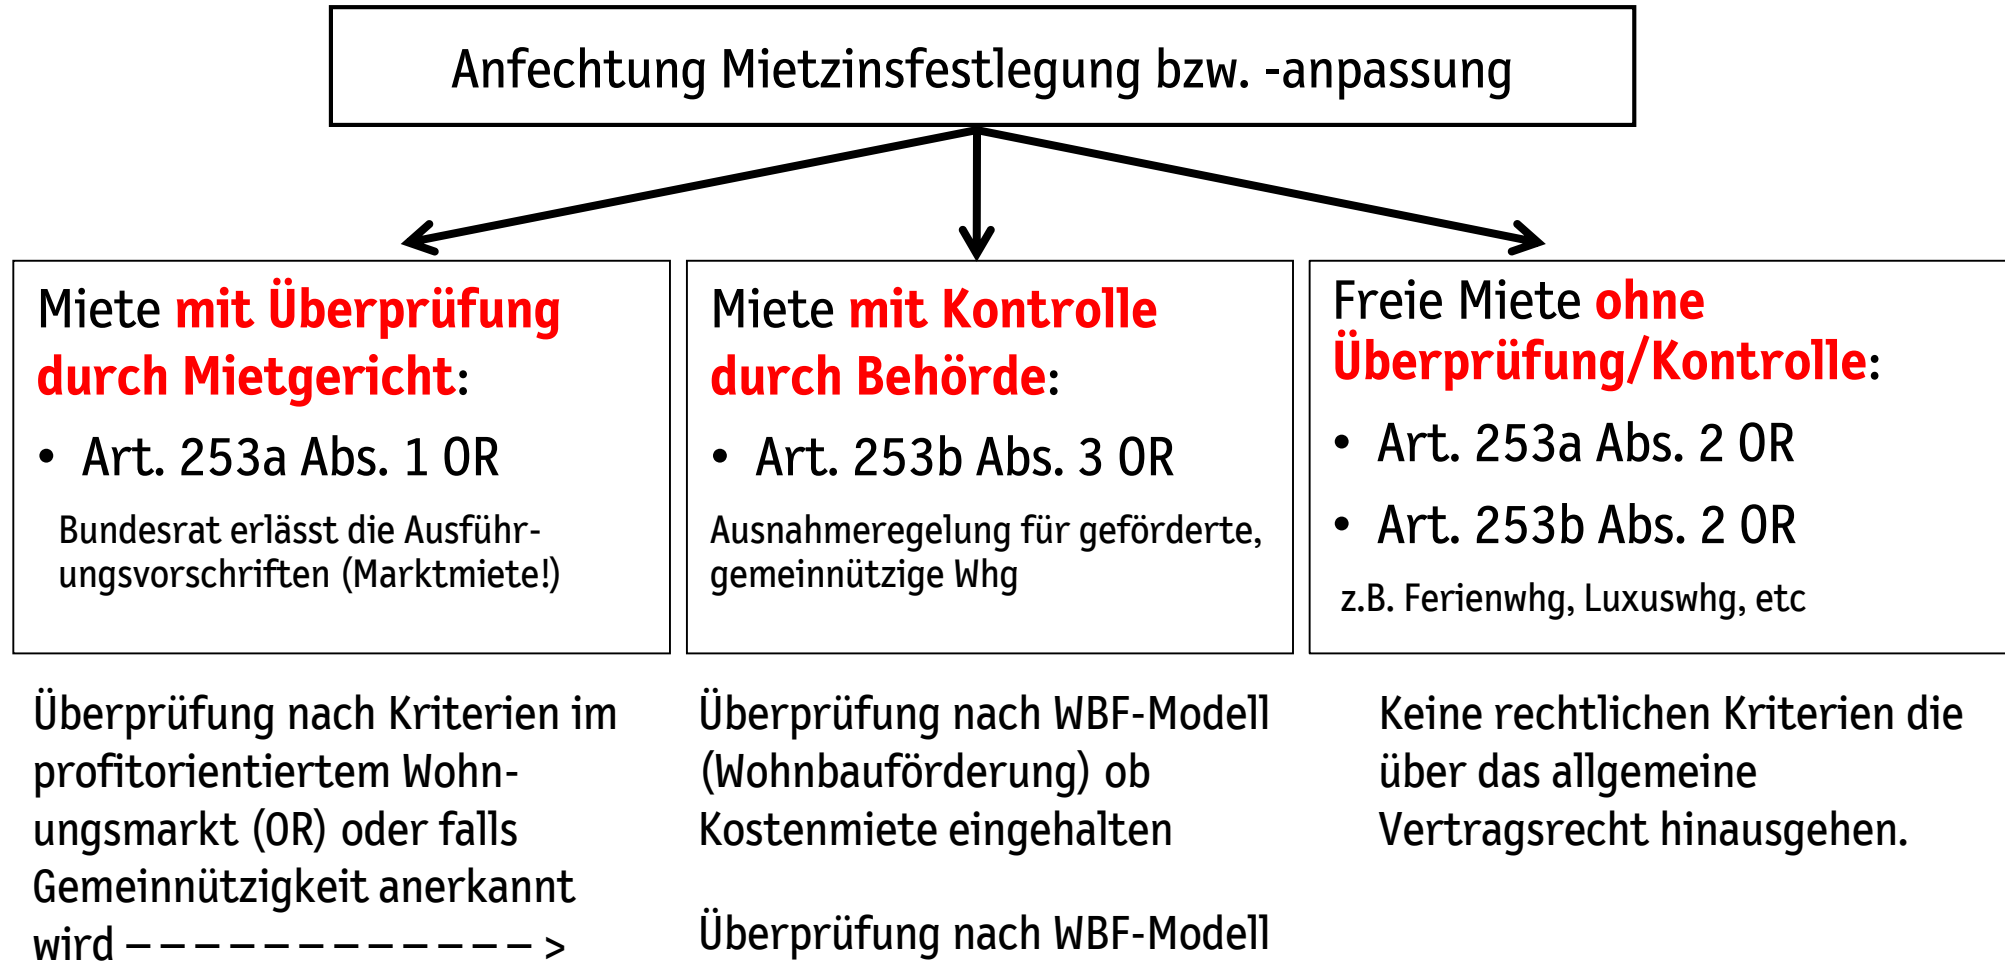 Anfechtung Mietzinsfestlegung bzw. -anpassung
Miete mit Überprüfung
durch Mietgericht:
• Art. 253a Abs. 1 OR
Bundesrat erlässt die Ausführ-
ungsvorschriften (Marktmiete!)
Miete mit Kontrolle
durch Behörde:
• Art. 253b Abs. 3 OR
Ausnahmeregelung für geförderte,
gemeinnützige Whg
Freie Miete ohne
Überprüfung/Kontrolle:
• Art. 253a Abs. 2 OR
• Art. 253b Abs. 2 OR
z.B. Ferienwhg, Luxuswhg, etc
Überprüfung nach Kriterien im
profitorientiertem Wohn-
ungsmarkt (OR) oder falls
Gemeinnützigkeit anerkannt
wird – – – – – – – – – – – – >
Überprüfung nach WBF-Modell
(Wohnbauförderung) ob
Kostenmiete eingehalten
Überprüfung nach WBF-Modell
Keine rechtlichen Kriterien die
über das allgemeine
Vertragsrecht hinausgehen.